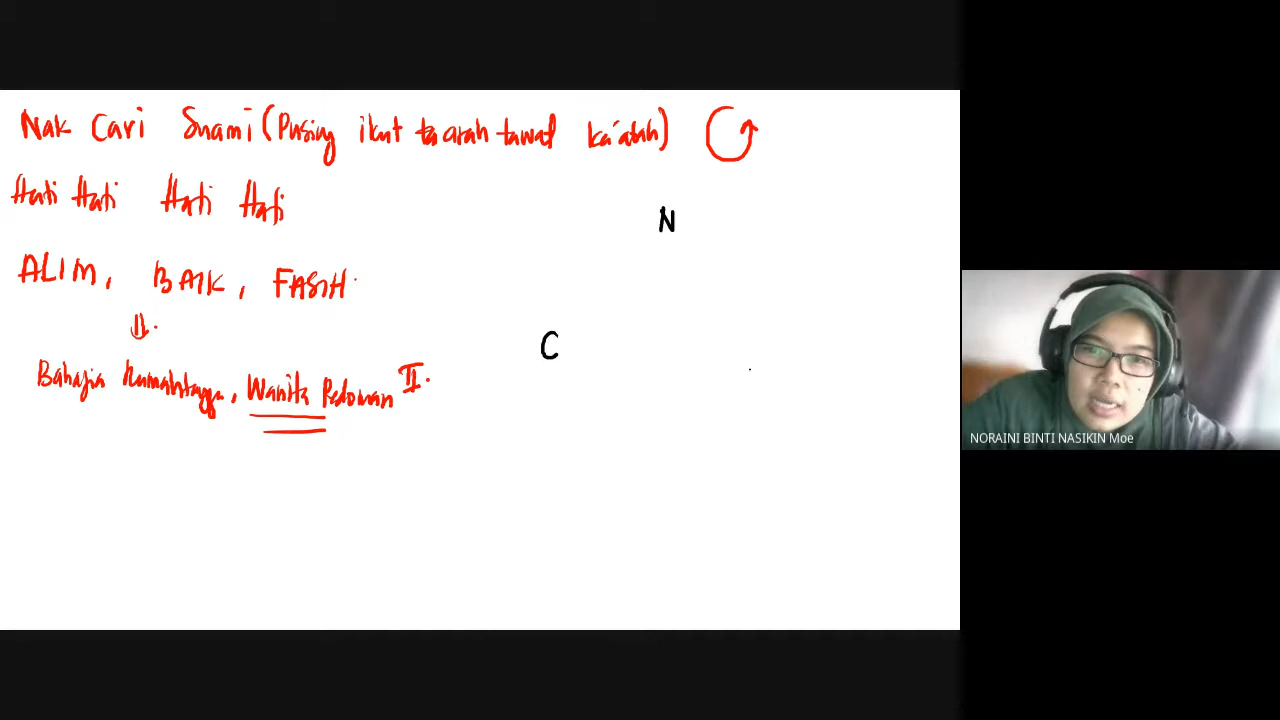 Nak Cari Suami (Pusing ikut arah tawaf ka'abah)
Hati Hati Hati Hati
N
ALIM, BAIK, FASIH
C
Bahagia Rumahtangga, Wanita Pedoman II.
NORAINI BINTI NASIKIN Moe